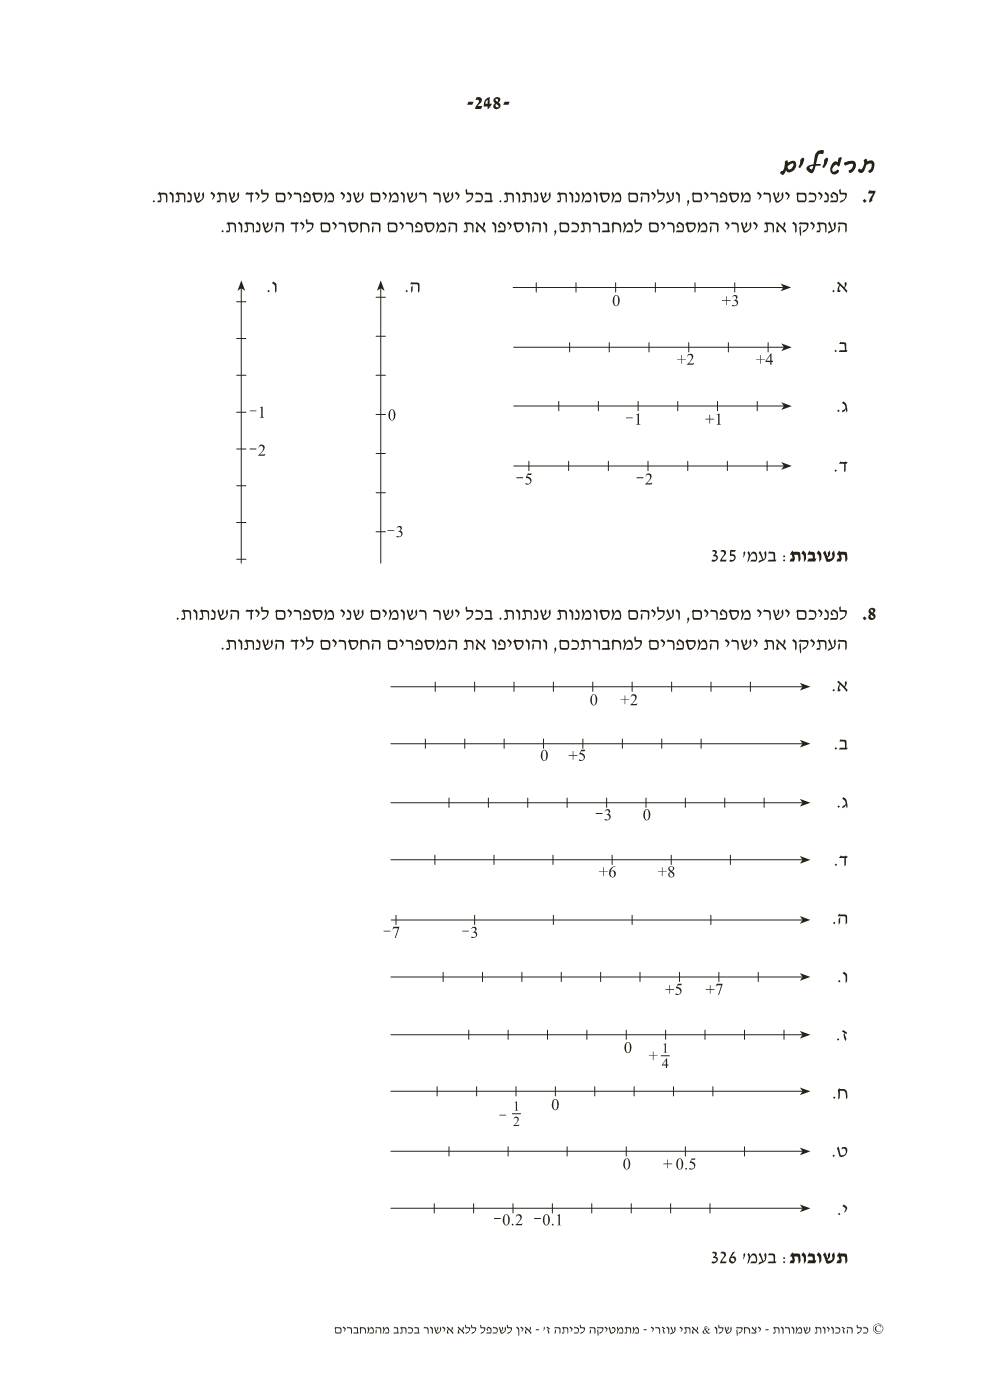 -248-
תרגילים
7. לפניכם ישרי מספרים, ועליהם מסומנות שנתות. בכל ישר רשומים שני מספרים ליד שתי שנתות.
העתיקו את ישרי המספרים למחברתכם, והוסיפו את המספרים החסרים ליד השנתות.
א. 0 +3
ב. +2 +4
ג. −1 +1
ד. −5 −2
ה. 0 −3
ו. −1 −2
תשובות: בעמ' 325
8. לפניכם ישרי מספרים, ועליהם מסומנות שנתות. בכל ישר רשומים שני מספרים ליד השנתות.
העתיקו את ישרי המספרים למחברתכם, והוסיפו את המספרים החסרים ליד השנתות.
א. 0 +2
ב. 0 +5
ג. −3 0
ד. +6 +8
ה. −7 −3
ו. +5 +7
ז. 0 +1/4
ח. −1/2 0
ט. 0 +0.5
י. −0.2 −0.1
תשובות: בעמ' 326
© כל הזכויות שמורות - יצחק שלו & אתי עוזרי - מתמטיקה לכיתה ז' - אין לשכפל ללא אישור בכתב מהמחברים